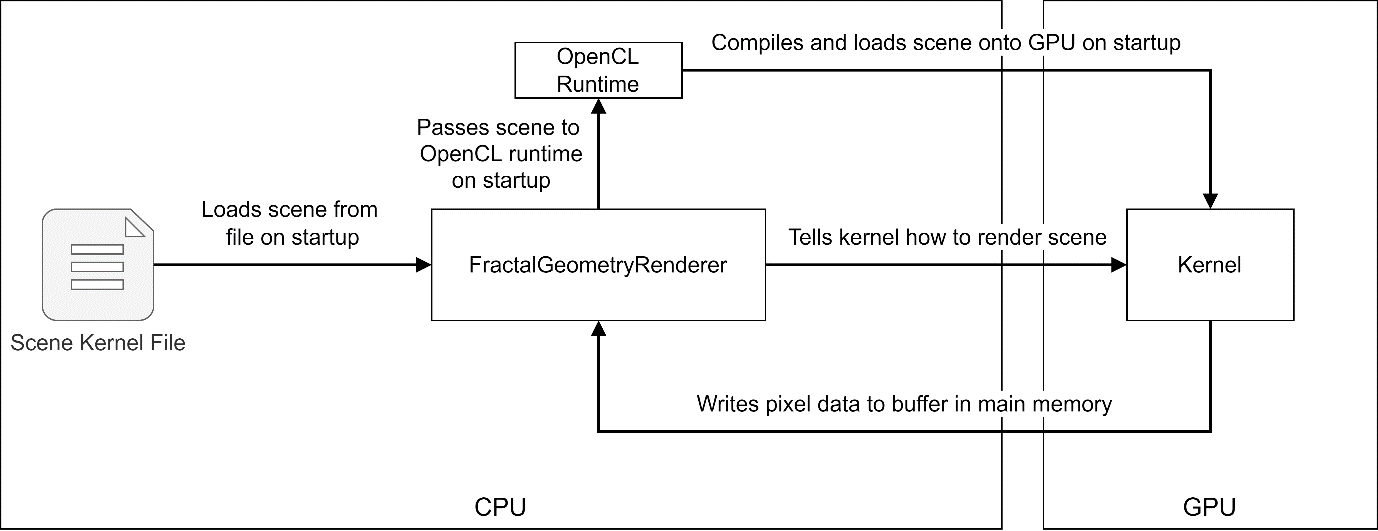 Compiles and loads scene onto GPU on startup
OpenCL
Runtime
Passes scene to
OpenCL runtime
on startup
Loads scene from
file on startup
FractalGeometryRenderer
Tells kernel how to render scene
Kernel
Scene Kernel File
Writes pixel data to buffer in main memory
CPU
GPU